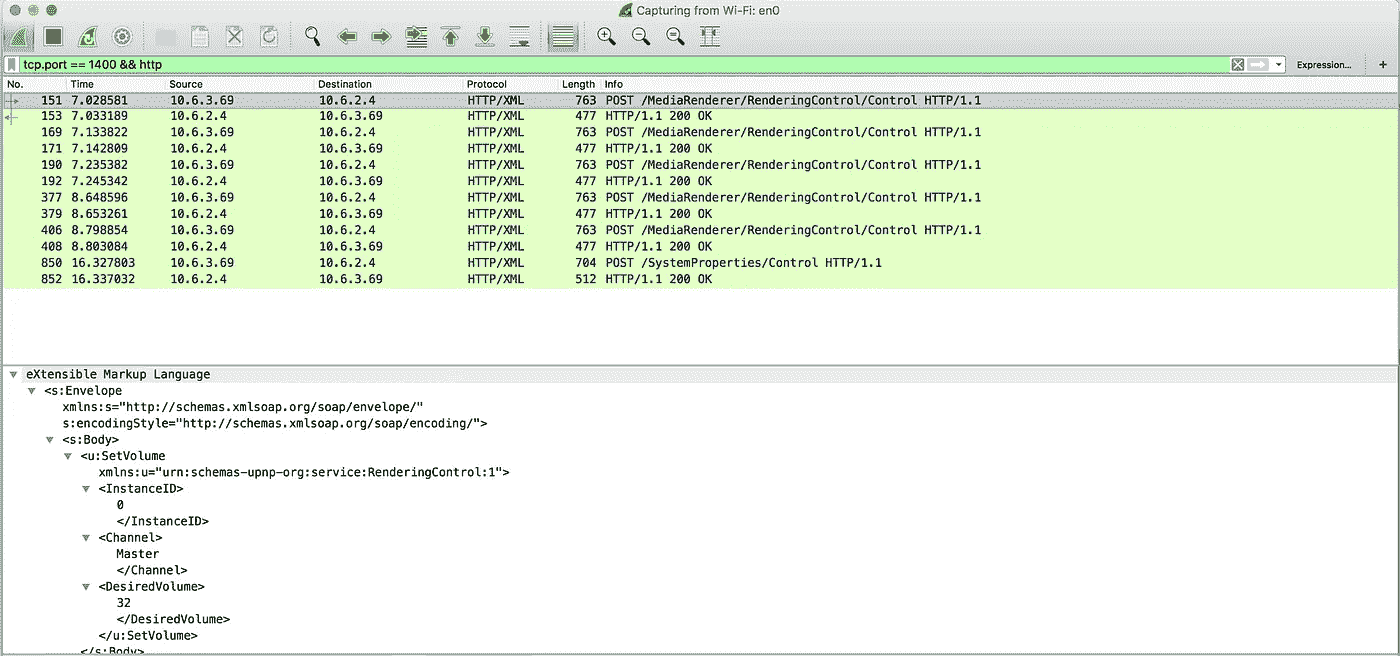 Capturing from Wi-Fi: en0
tcp.port == 1400 && http
Expression... +
No. Time Source Destination Protocol Length Info
151 7.028581 10.6.3.69 10.6.2.4 HTTP/XML 763 POST /MediaRenderer/RenderingControl/Control HTTP/1.1
153 7.033189 10.6.2.4 10.6.3.69 HTTP/XML 477 HTTP/1.1 200 OK
169 7.133822 10.6.3.69 10.6.2.4 HTTP/XML 763 POST /MediaRenderer/RenderingControl/Control HTTP/1.1
171 7.142809 10.6.2.4 10.6.3.69 HTTP/XML 477 HTTP/1.1 200 OK
190 7.235382 10.6.3.69 10.6.2.4 HTTP/XML 763 POST /MediaRenderer/RenderingControl/Control HTTP/1.1
192 7.245342 10.6.2.4 10.6.3.69 HTTP/XML 477 HTTP/1.1 200 OK
377 8.648596 10.6.3.69 10.6.2.4 HTTP/XML 763 POST /MediaRenderer/RenderingControl/Control HTTP/1.1
379 8.653261 10.6.2.4 10.6.3.69 HTTP/XML 477 HTTP/1.1 200 OK
406 8.798854 10.6.3.69 10.6.2.4 HTTP/XML 763 POST /MediaRenderer/RenderingControl/Control HTTP/1.1
408 8.803084 10.6.2.4 10.6.3.69 HTTP/XML 477 HTTP/1.1 200 OK
850 16.327803 10.6.3.69 10.6.2.4 HTTP/XML 704 POST /SystemProperties/Control HTTP/1.1
852 16.337032 10.6.2.4 10.6.3.69 HTTP/XML 512 HTTP/1.1 200 OK
eXtensible Markup Language
<s:Envelope
xmlns:s="http://schemas.xmlsoap.org/soap/envelope/"
s:encodingStyle="http://schemas.xmlsoap.org/soap/encoding/">
<s:Body>
<u:SetVolume
xmlns:u="urn:schemas-upnp-org:service:RenderingControl:1">
<InstanceID>
0
</InstanceID>
<Channel>
Master
</Channel>
<DesiredVolume>
32
</DesiredVolume>
</u:SetVolume>
</s:Body>